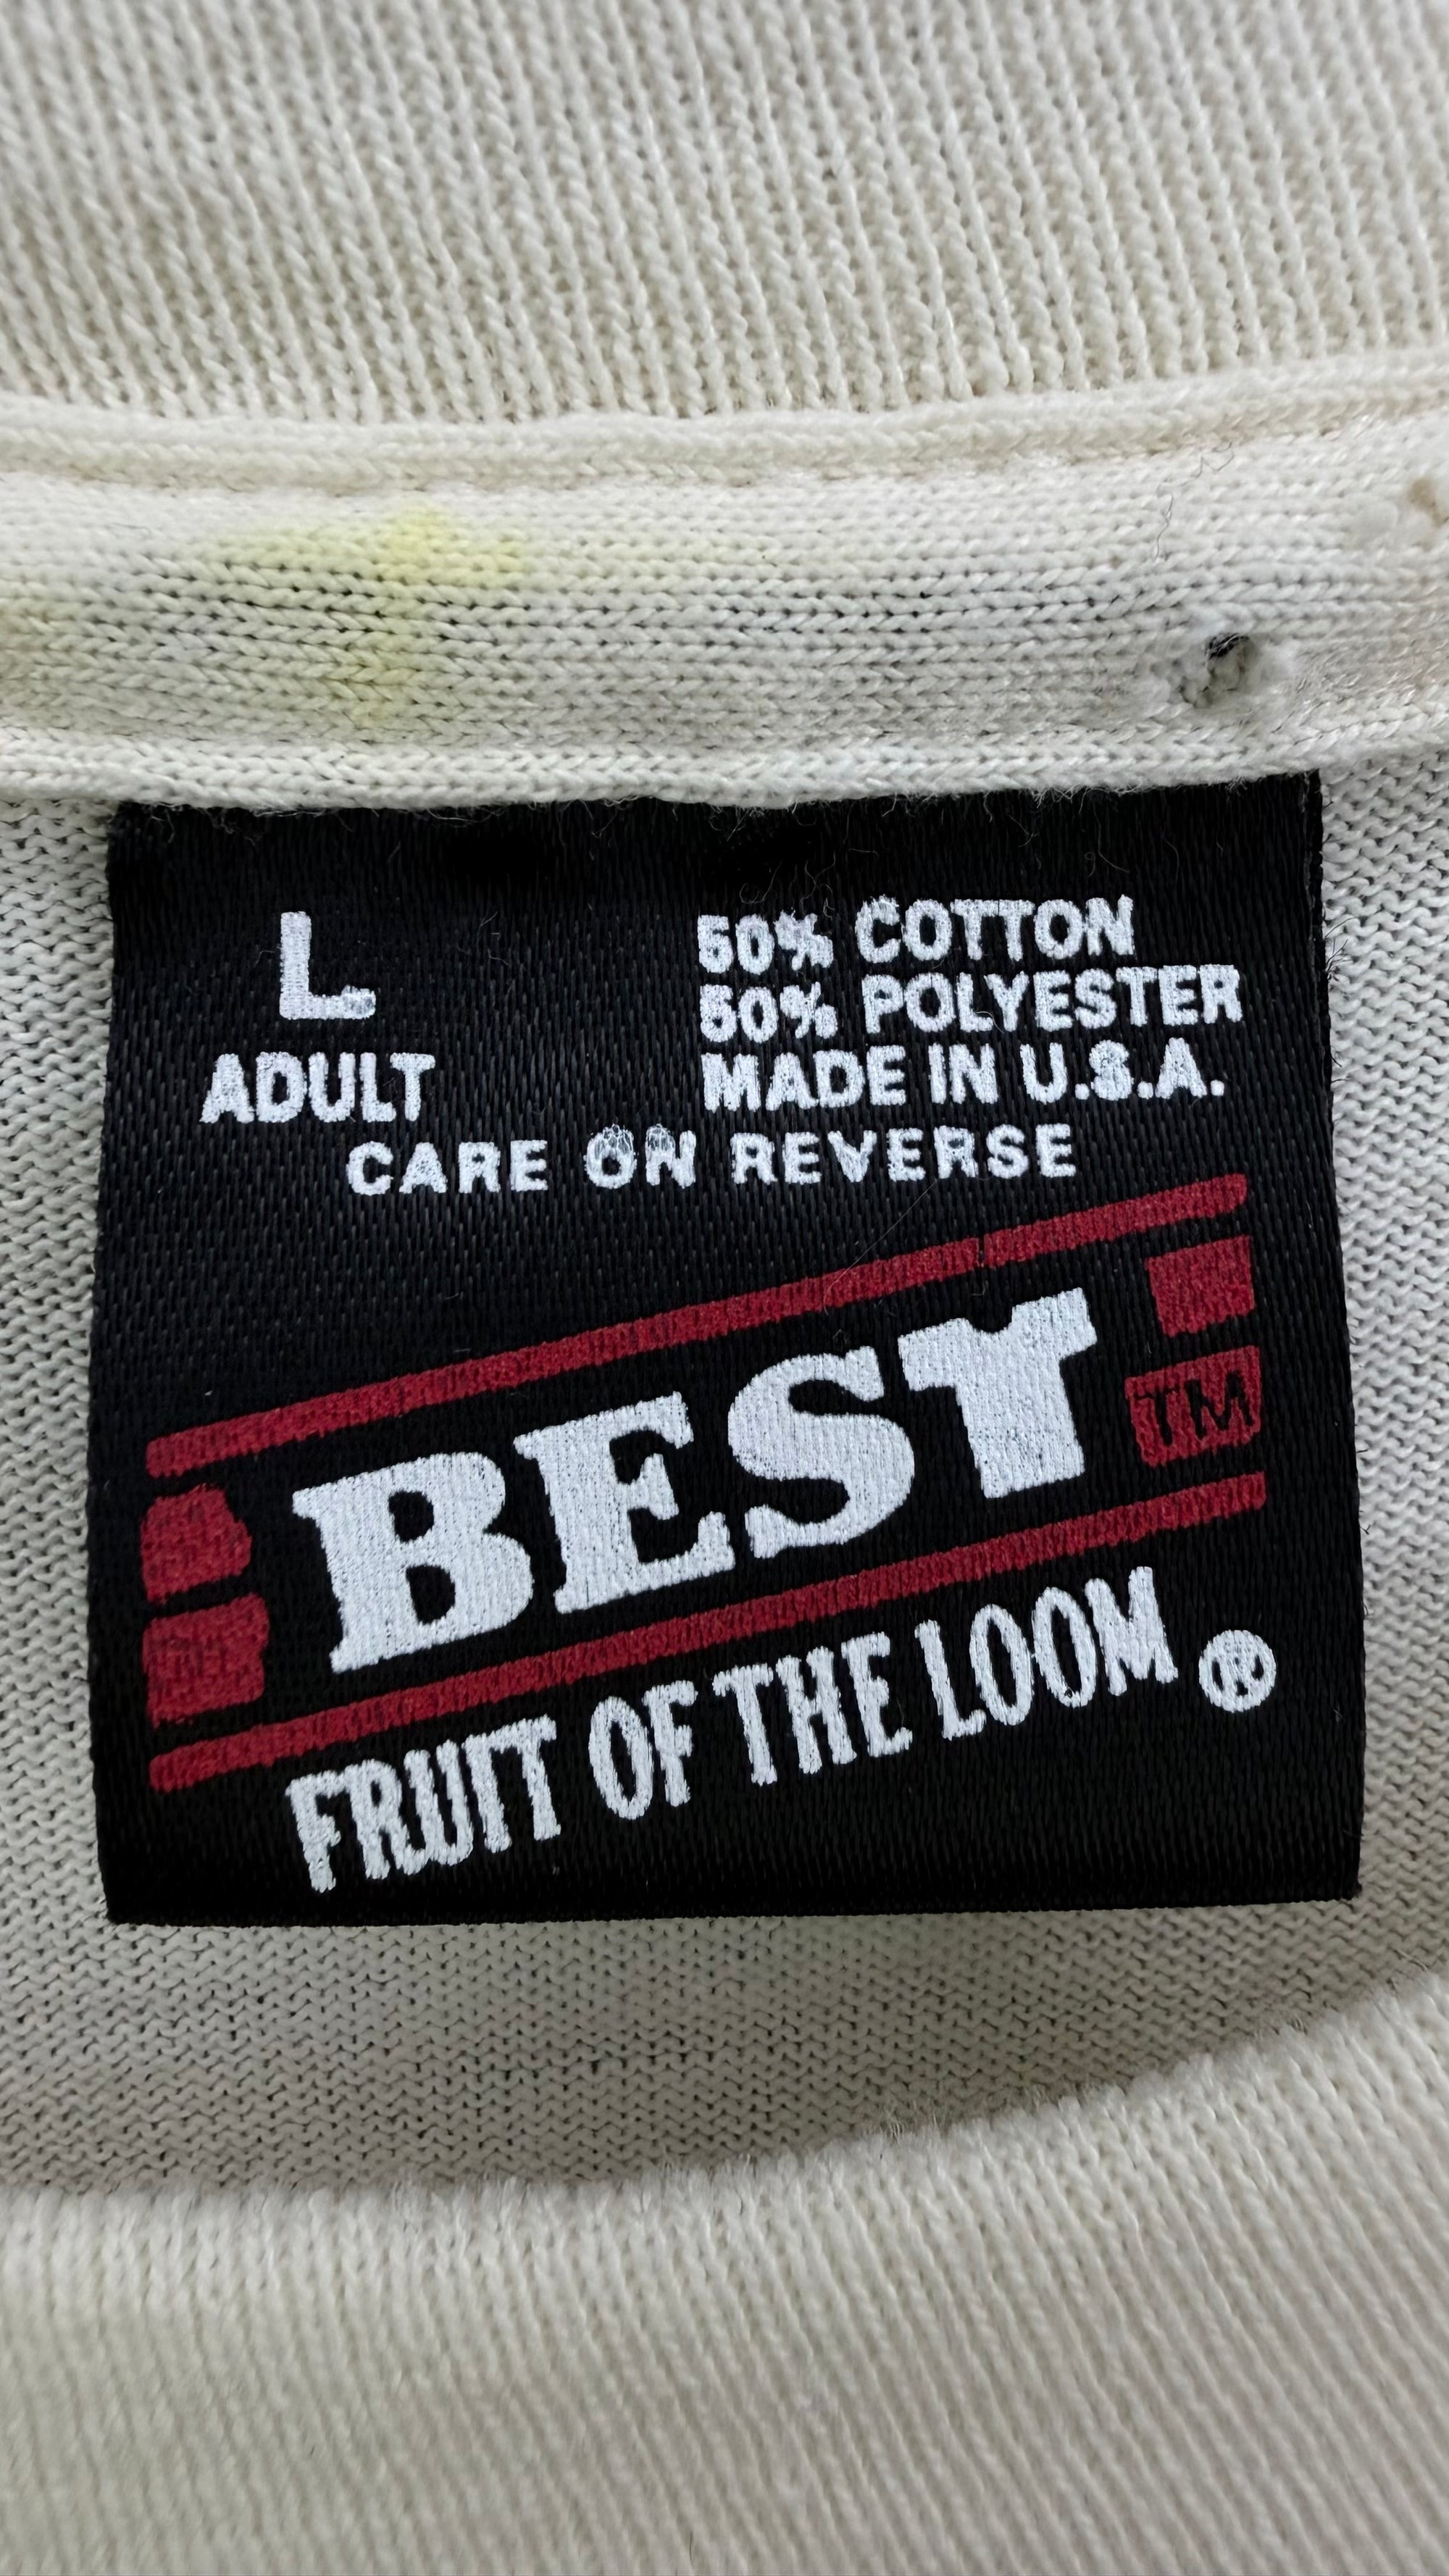 L
ADULT
50% COTTON
50% POLYESTER
MADE IN U.S.A.
CARE ON REVERSE
BEST
TM
FRUIT OF THE LOOM ®